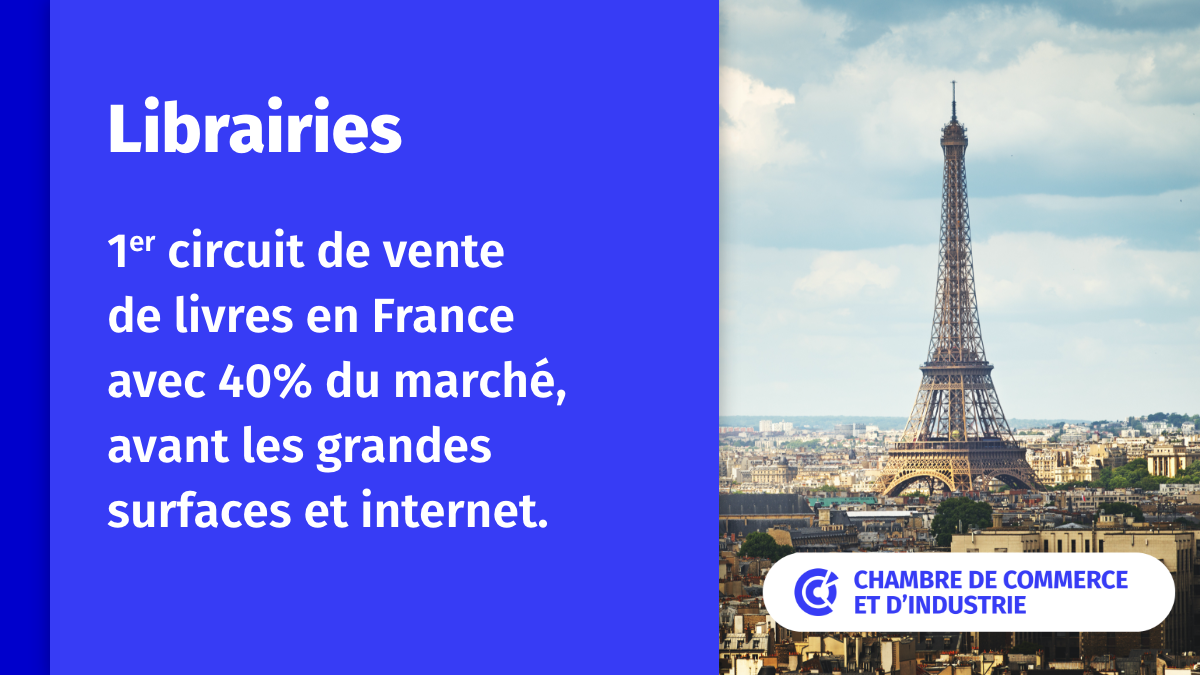 Librairies
1er circuit de vente
de livres en France
avec 40% du marché,
avant les grandes
surfaces et internet.
CHAMBRE DE COMMERCE
ET D’INDUSTRIE